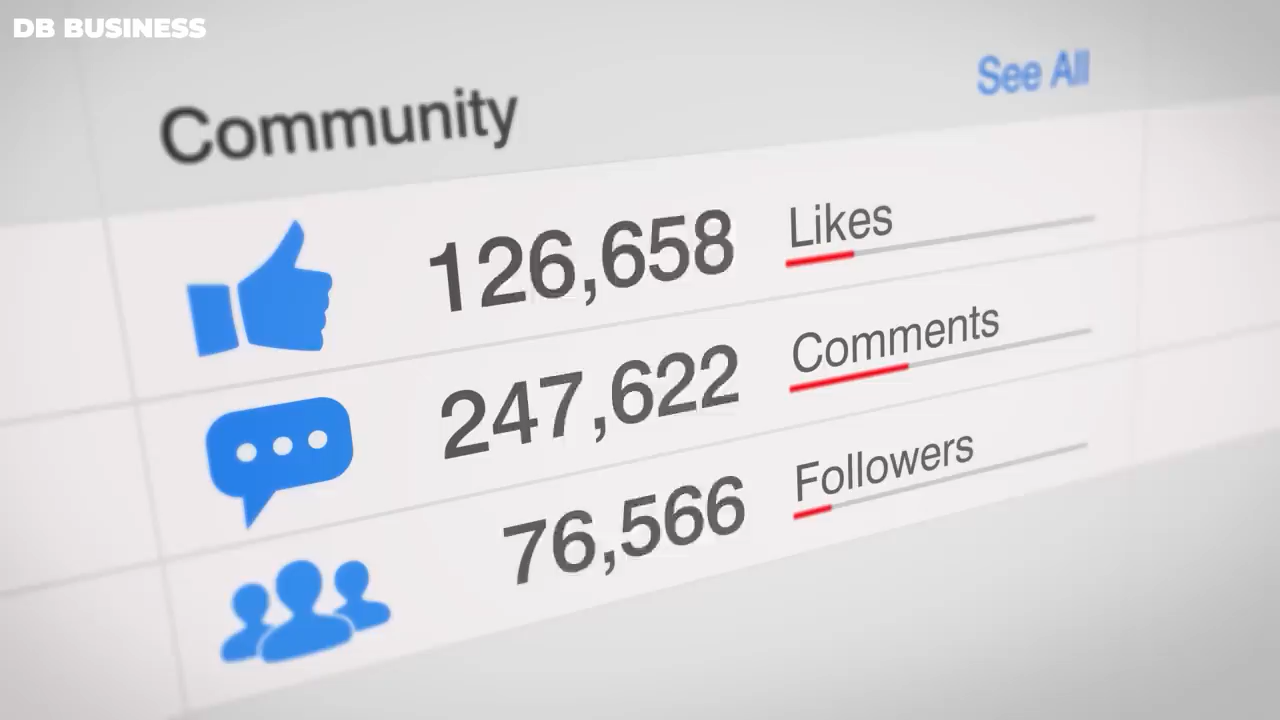 DB BUSINESS
Community
See All
126,658 Likes
247,622 Comments
76,566 Followers